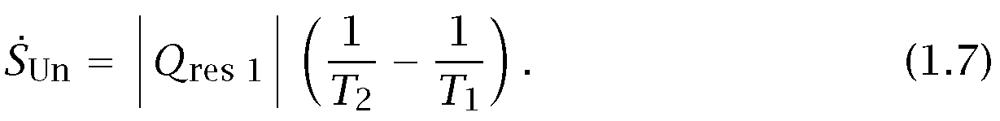 Ṡ_Un = |Q_res 1| (1/T_2 − 1/T_1) . (1.7)